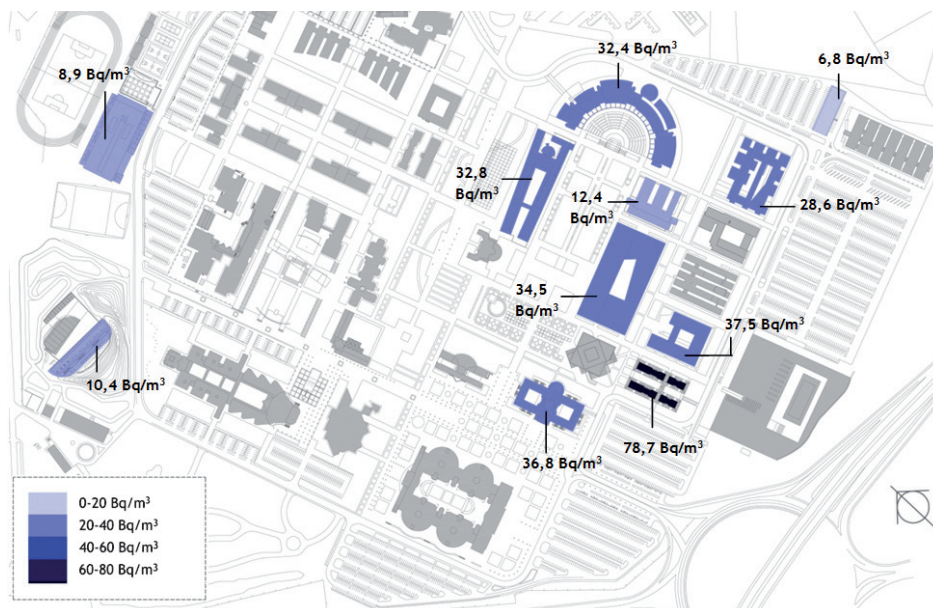 32,4 Bq/m³
6,8 Bq/m³
8,9 Bq/m³
32,8
Bq/m³
12,4
Bq/m³
28,6 Bq/m³
34,5
Bq/m³
37,5 Bq/m³
10,4 Bq/m³
78,7 Bq/m³
36,8 Bq/m³
0-20 Bq/m³
20-40 Bq/m³
40-60 Bq/m³
60-80 Bq/m³